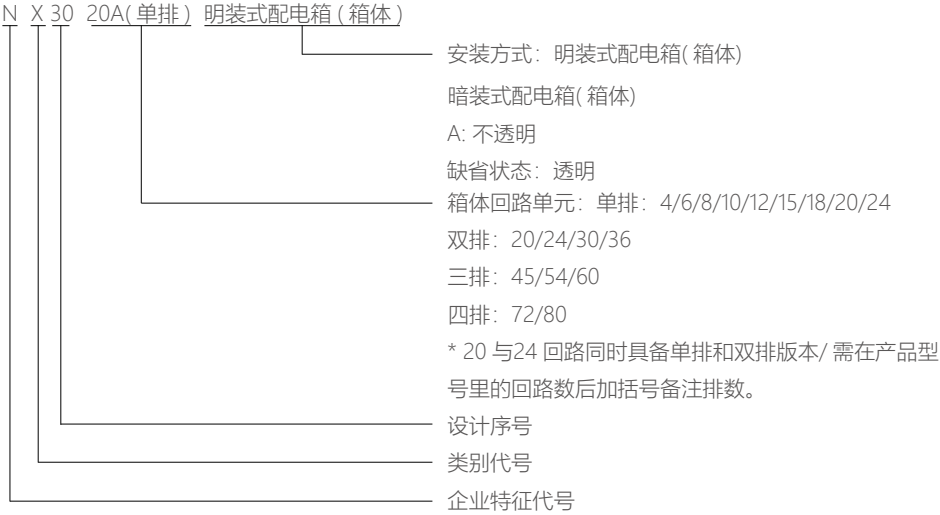 N X 30 20A( 单排 ) 明装式配电箱 ( 箱体 )
安装方式：明装式配电箱( 箱体)
暗装式配电箱( 箱体)
A: 不透明
缺省状态：透明
箱体回路单元：单排：4/6/8/10/12/15/18/20/24
双排：20/24/30/36
三排：45/54/60
四排：72/80
* 20 与24 回路同时具备单排和双排版本/ 需在产品型
号里的回路数后加括号备注排数。
设计序号
类别代号
企业特征代号